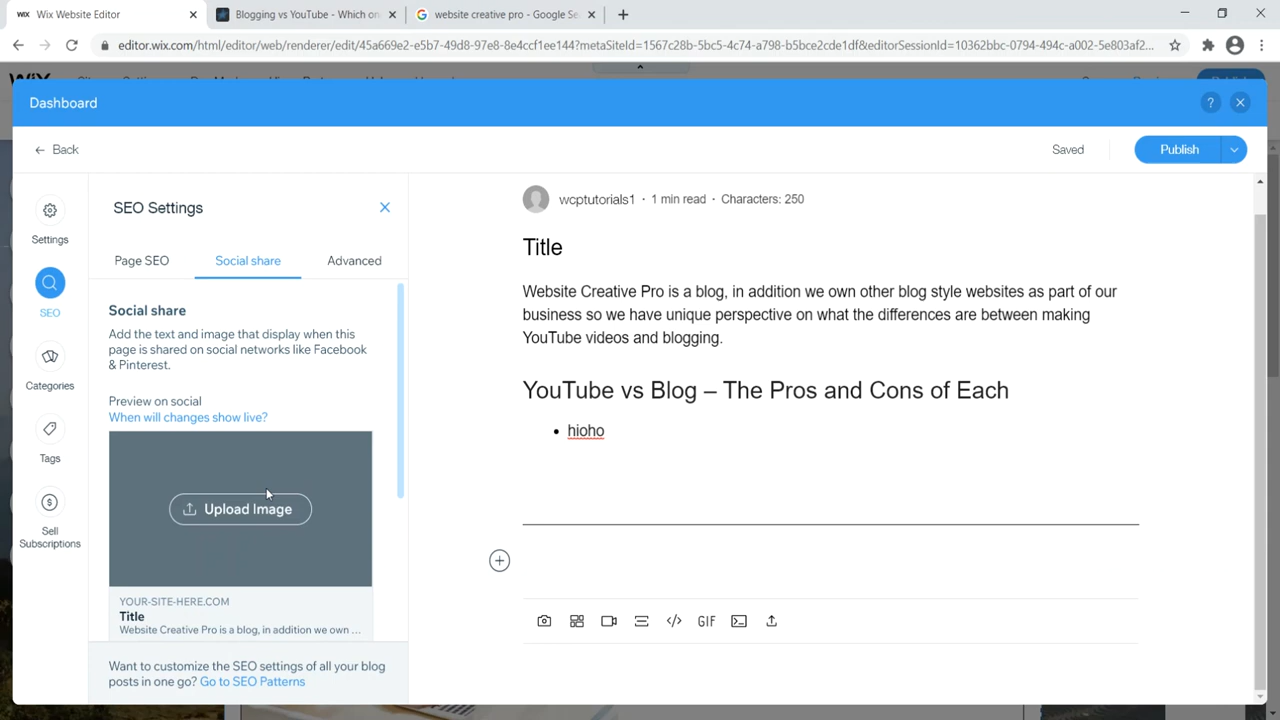 WIX Wix Website Editor
Blogging vs YouTube - Which on
website creative pro - Google Se
editor.wix.com/html/editor/web/renderer/edit/45a669e2-e5b7-49d8-97e8-8e4ccf1ee144?metaSiteId=1567c28b-5bc5-4c74-a798-b5bce2cde1df&editorSessionId=10362bbc-0794-494c-a002-5e803af2...
Dashboard
?
Back
Saved
Publish
Settings
SEO
Categories
Tags
Sell
Subscriptions
SEO Settings
Page SEO
Social share
Advanced
Social share
Add the text and image that display when this
page is shared on social networks like Facebook
& Pinterest.
Preview on social
When will changes show live?
Upload Image
YOUR-SITE-HERE.COM
Title
Website Creative Pro is a blog, in addition we own ...
Want to customize the SEO settings of all your blog
posts in one go? Go to SEO Patterns
wcptutorials1 · 1 min read · Characters: 250
Title
Website Creative Pro is a blog, in addition we own other blog style websites as part of our
business so we have unique perspective on what the differences are between making
YouTube videos and blogging.
YouTube vs Blog – The Pros and Cons of Each
• hioho
GIF